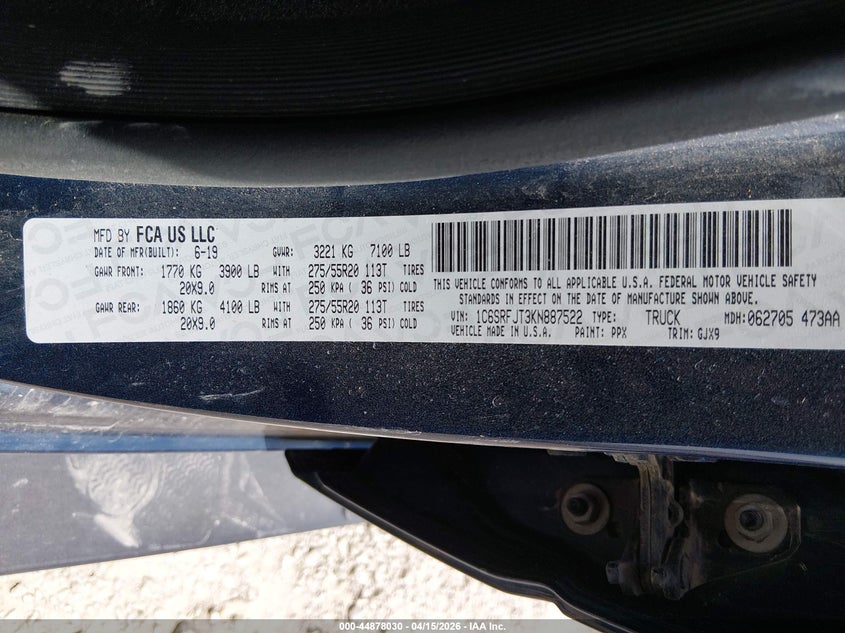 MFD BY FCA US LLC
DATE OF MFR(BUILT): 6-19 GVWR: 3221 KG 7100 LB
GAWR FRONT: 1770 KG 3900 LB WITH 275/55R20 113T TIRES
20X9.0 RIMS AT 250 KPA ( 36 PSI) COLD
GAWR REAR: 1860 KG 4100 LB WITH 275/55R20 113T TIRES
20X9.0 RIMS AT 250 KPA ( 36 PSI) COLD
THIS VEHICLE CONFORMS TO ALL APPLICABLE U.S.A. FEDERAL MOTOR VEHICLE SAFETY
STANDARDS IN EFFECT ON THE DATE OF MANUFACTURE SHOWN ABOVE.
VIN: 1C6SRFJT3KN887522 TYPE: TRUCK MDH:062705 473AA
VEHICLE MADE IN U.S.A. PAINT: PPX TRIM: GJX9
000-44878030 - 04/15/2026 - IAA Inc.